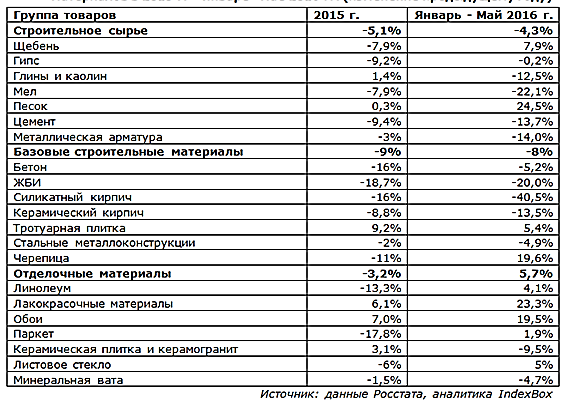 Группа товаров 2015 г. Январь - Май 2016 г.
Строительное сырье -5,1% -4,3%
Щебень -7,9% 7,9%
Гипс -9,2% -0,2%
Глины и каолин 1,4% -12,5%
Мел -7,9% -22,1%
Песок 0,3% 24,5%
Цемент -9,4% -13,7%
Металлическая арматура -3% -14,0%
Базовые строительные материалы -9% -8%
Бетон -16% -5,2%
ЖБИ -18,7% -20,0%
Силикатный кирпич -16% -40,5%
Керамический кирпич -8,8% -13,5%
Тротуарная плитка 9,2% 5,4%
Стальные металлоконструкции -2% -4,9%
Черепица -11% 19,6%
Отделочные материалы -3,2% 5,7%
Линолеум -13,3% 4,1%
Лакокрасочные материалы 6,1% 23,3%
Обои 7,0% 19,5%
Паркет -17,8% 1,9%
Керамическая плитка и керамогранит 3,1% -9,5%
Листовое стекло -6% 5%
Минеральная вата -1,5% -4,7%
Источник: данные Росстата, аналитика IndexBox